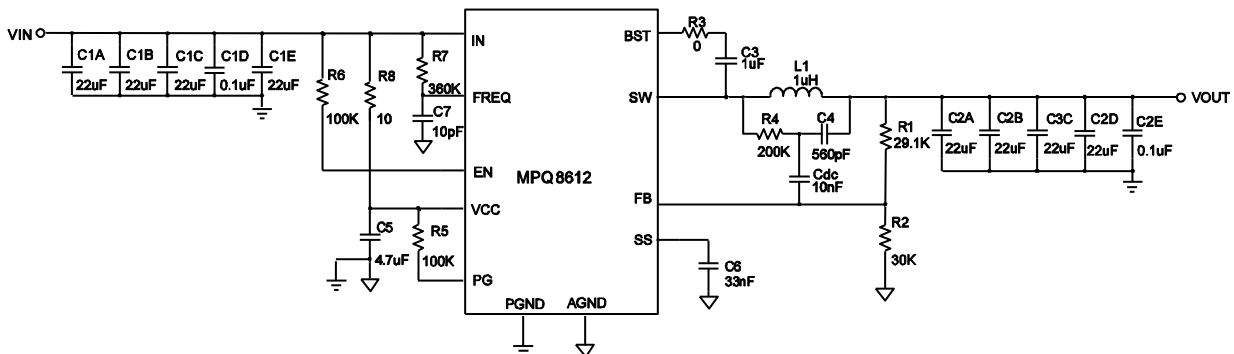 VIN
C1A
22uF
C1B
22uF
C1C
22uF
C1D
0.1uF
C1E
22uF
R6
100K
R8
10
R7
360K
C7
10pF
IN
FREQ
EN
VCC
PG
C5
4.7uF
R5
100K
MPQ8612
PGND
AGND
BST
SW
FB
SS
R3
0
C3
1uF
L1
1uH
R4
200K
C4
560pF
Cdc
10nF
C6
33nF
R1
29.1K
R2
30K
C2A
22uF
C2B
22uF
C3C
22uF
C2D
22uF
C2E
0.1uF
VOUT